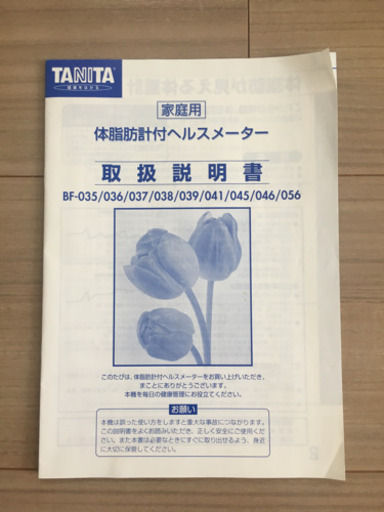 TANITA
健康をはかる
家庭用
体脂肪計付ヘルスメーター
取扱説明書
BF-035/036/037/038/039/041/045/046/056
このたびは、体脂肪計付ヘルスメーターをお買い上げいただき、
まことにありがとうございます。
本機を毎日の健康管理にお役立てください。
お願い
本機は誤った使い方をしますと重大な事故につながります。
この説明書をよくお読みいただき、正しく安全にご使用くだ
さい。また本書は必要なときにすぐに取り出せるよう、身近
に大切に保管してください。